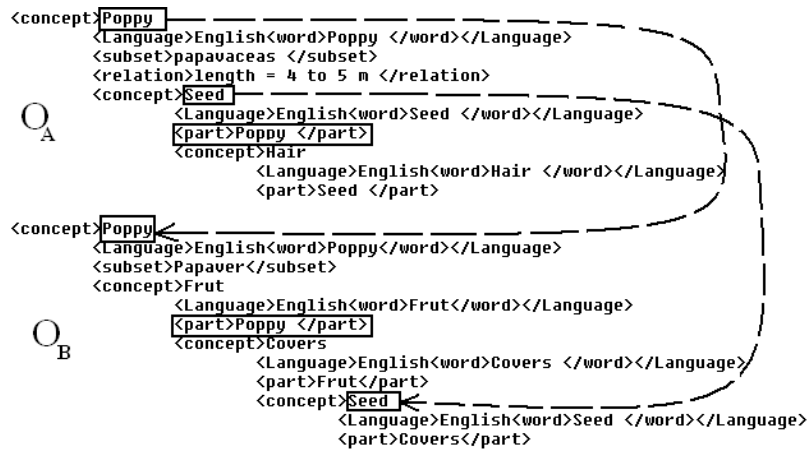 <concept>Poppy
<Language>English<word>Poppy </word></Language>
<subset>papavaceas </subset>
<relation>length = 4 to 5 m </relation>
<concept>Seed
<Language>English<word>Seed </word></Language>
O_A
<part>Poppy </part>
<concept>Hair
<Language>English<word>Hair </word></Language>
<part>Seed </part>
<concept>Poppy
<Language>English<word>Poppy</word></Language>
<subset>Papaver</subset>
<concept>Frut
<Language>English<word>Frut</word></Language>
O_B
<part>Poppy </part>
<concept>Covers
<Language>English<word>Covers </word></Language>
<part>Frut</part>
<concept>Seed
<Language>English<word>Seed </word></Language>
<part>Covers</part>